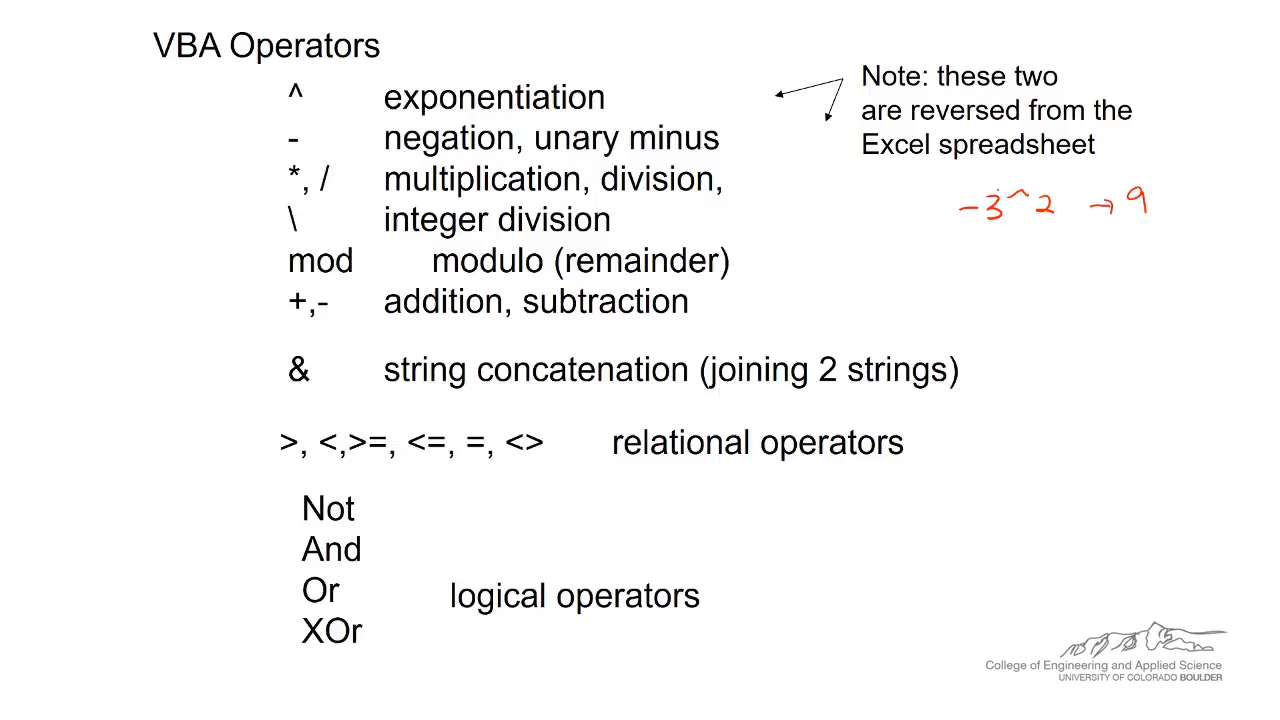 VBA Operators
^ exponentiation
- negation, unary minus
*, / multiplication, division,
\ integer division
mod modulo (remainder)
+,- addition, subtraction
& string concatenation (joining 2 strings)
>, <,>=, <=, =, <> relational operators
Not
And
Or
XOr
logical operators
Note: these two
are reversed from the
Excel spreadsheet
-3^2 → 9
College of Engineering and Applied Science
UNIVERSITY OF COLORADO BOULDER